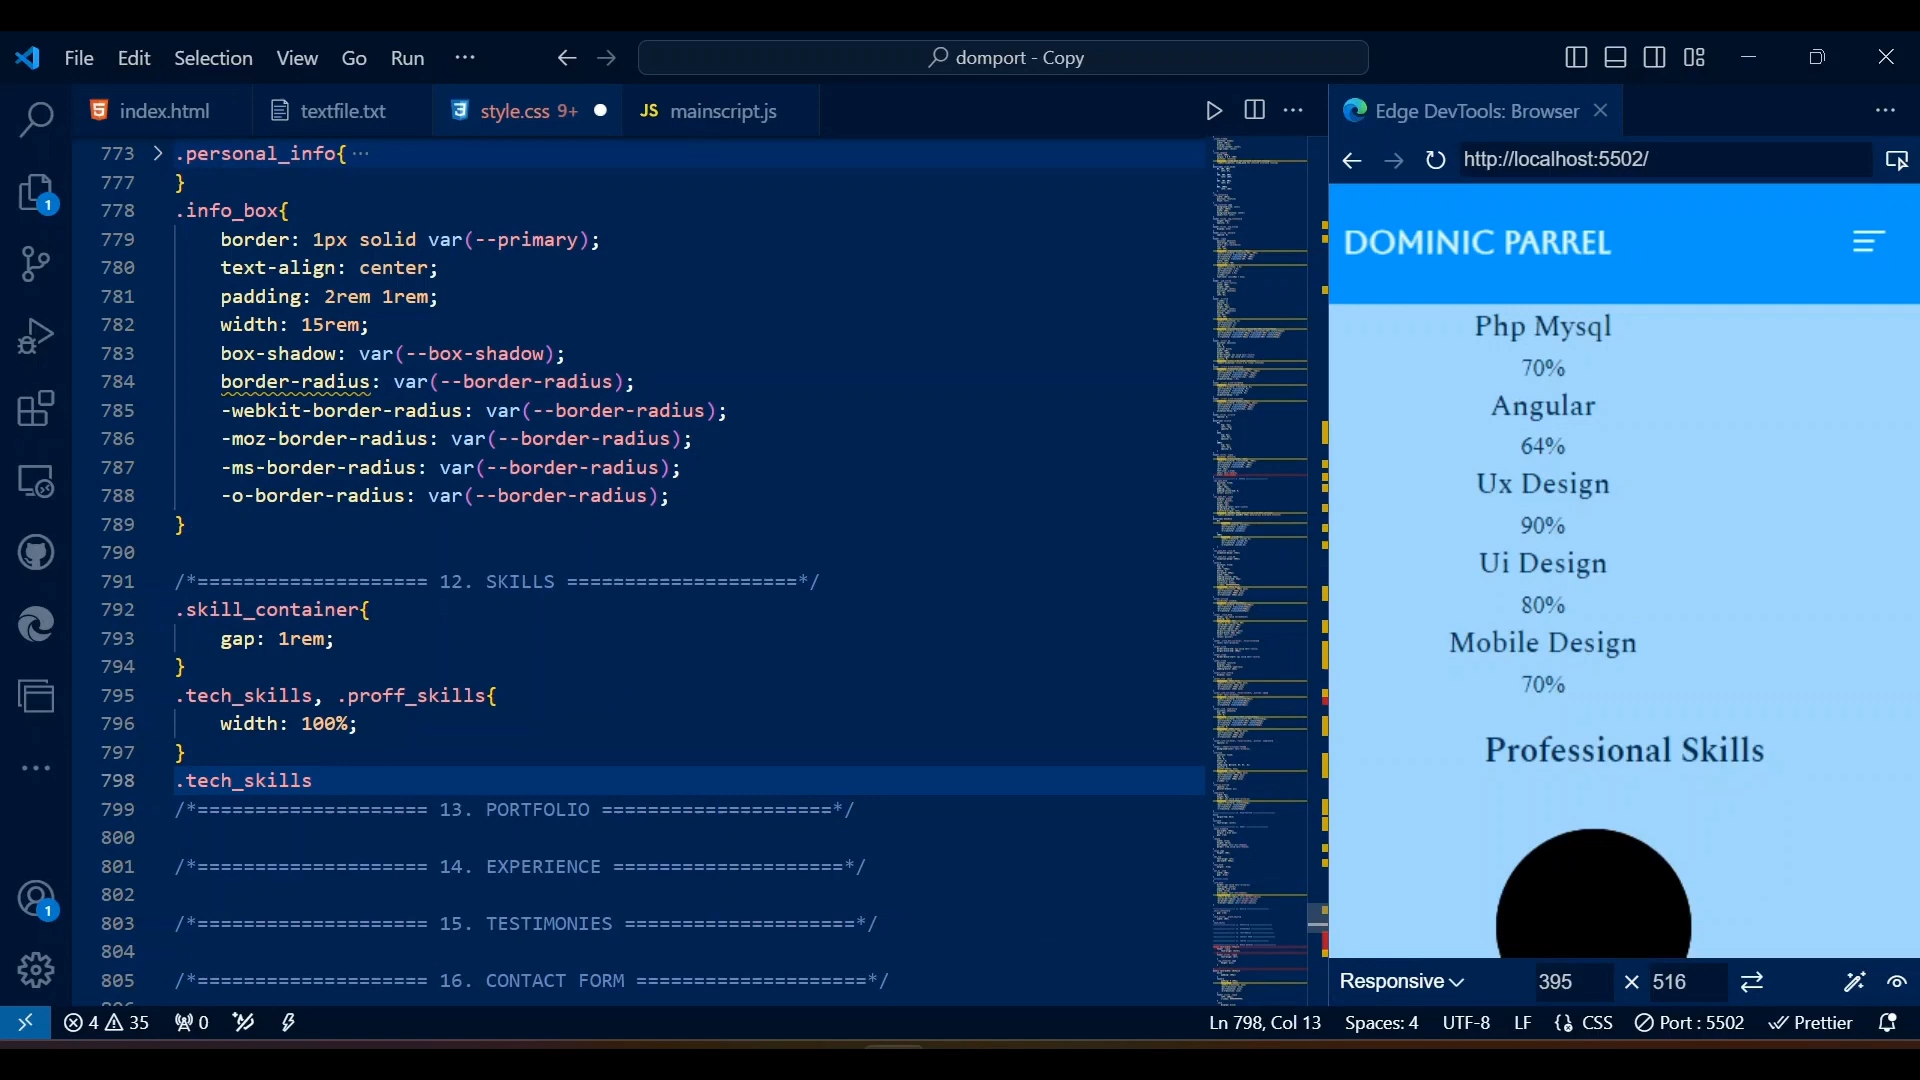 File Edit Selection View Go Run ···
domport - Copy
index.html textfile.txt style.css 9+ JS mainscript.js
Edge DevTools: Browser
http://localhost:5502/
773 .personal_info{···
777 }
778 .info_box{
779 border: 1px solid var(--primary);
780 text-align: center;
781 padding: 2rem 1rem;
782 width: 15rem;
783 box-shadow: var(--box-shadow);
784 border-radius: var(--border-radius);
785 -webkit-border-radius: var(--border-radius);
786 -moz-border-radius: var(--border-radius);
787 -ms-border-radius: var(--border-radius);
788 -o-border-radius: var(--border-radius);
789 }
790
791 /*==================== 12. SKILLS ====================*/
792 .skill_container{
793 gap: 1rem;
794 }
795 .tech_skills, .proff_skills{
796 width: 100%;
797 }
798 .tech_skills
799 /*==================== 13. PORTFOLIO ====================*/
800
801 /*==================== 14. EXPERIENCE ====================*/
802
803 /*==================== 15. TESTIMONIES ====================*/
804
805 /*==================== 16. CONTACT FORM ====================*/
1
1
DOMINIC PARREL
Php Mysql
70%
Angular
64%
Ux Design
90%
Ui Design
80%
Mobile Design
70%
Professional Skills
Responsive 395 × 516
4 35 0
Ln 798, Col 13 Spaces: 4 UTF-8 LF CSS Port : 5502 Prettier